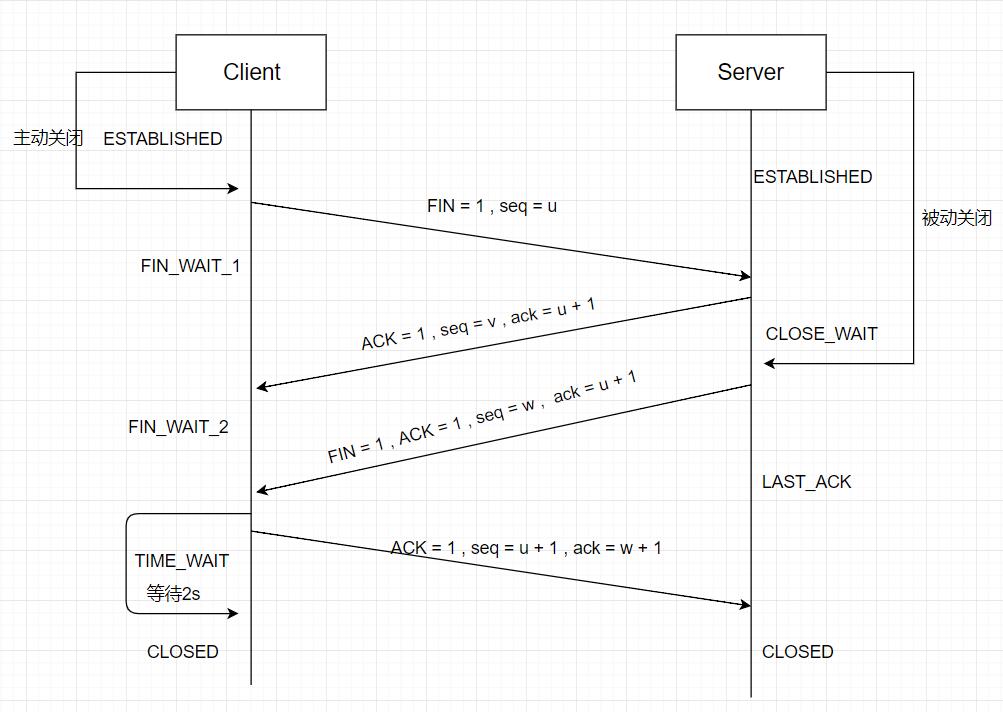 Client
Server
主动关闭
ESTABLISHED
ESTABLISHED
FIN = 1 , seq = u
被动关闭
FIN_WAIT_1
ACK = 1 , seq = v , ack = u + 1
CLOSE_WAIT
FIN = 1 , ACK = 1 , seq = w , ack = u + 1
FIN_WAIT_2
LAST_ACK
ACK = 1 , seq = u + 1 , ack = w + 1
TIME_WAIT
等待2s
CLOSED
CLOSED